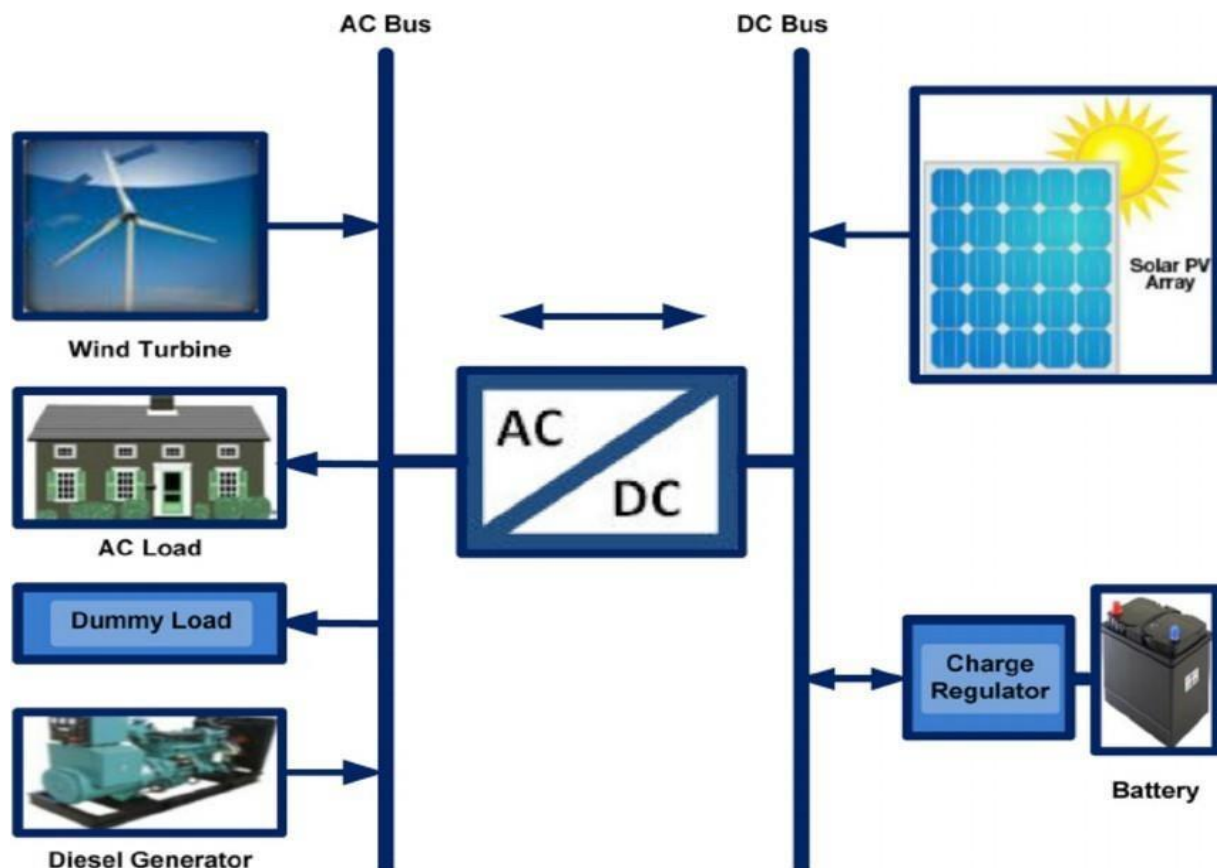 AC Bus
DC Bus
Wind Turbine
Solar PV
Array
AC
DC
AC Load
Dummy Load
Charge
Regulator
Battery
Diesel Generator